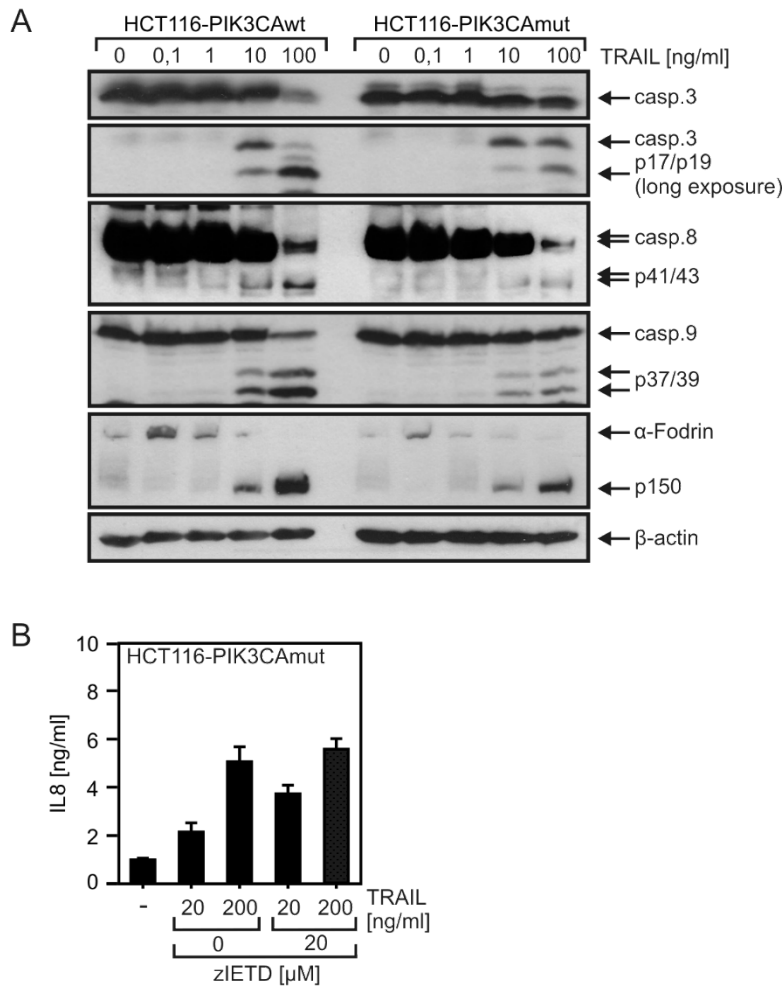 A
HCT116-PIK3CAwt HCT116-PIK3CAmut
0 0,1 1 10 100 0 0,1 1 10 100 TRAIL [ng/ml]
casp.3
casp.3
p17/p19
(long exposure)
casp.8
p41/43
casp.9
p37/39
α-Fodrin
p150
β-actin
B
HCT116-PIK3CAmut
IL8 [ng/ml]
10
8
6
4
2
0
- 20 200 20 200 TRAIL
[ng/ml]
0 20
zIETD [µM]